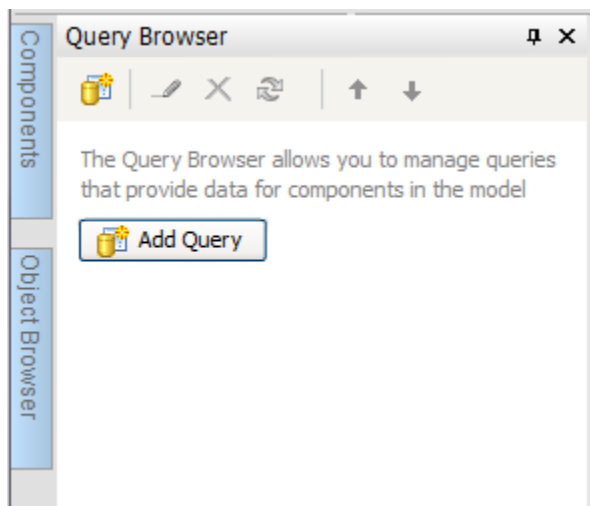 Components
Object Browser
Query Browser
The Query Browser allows you to manage queries
that provide data for components in the model
Add Query